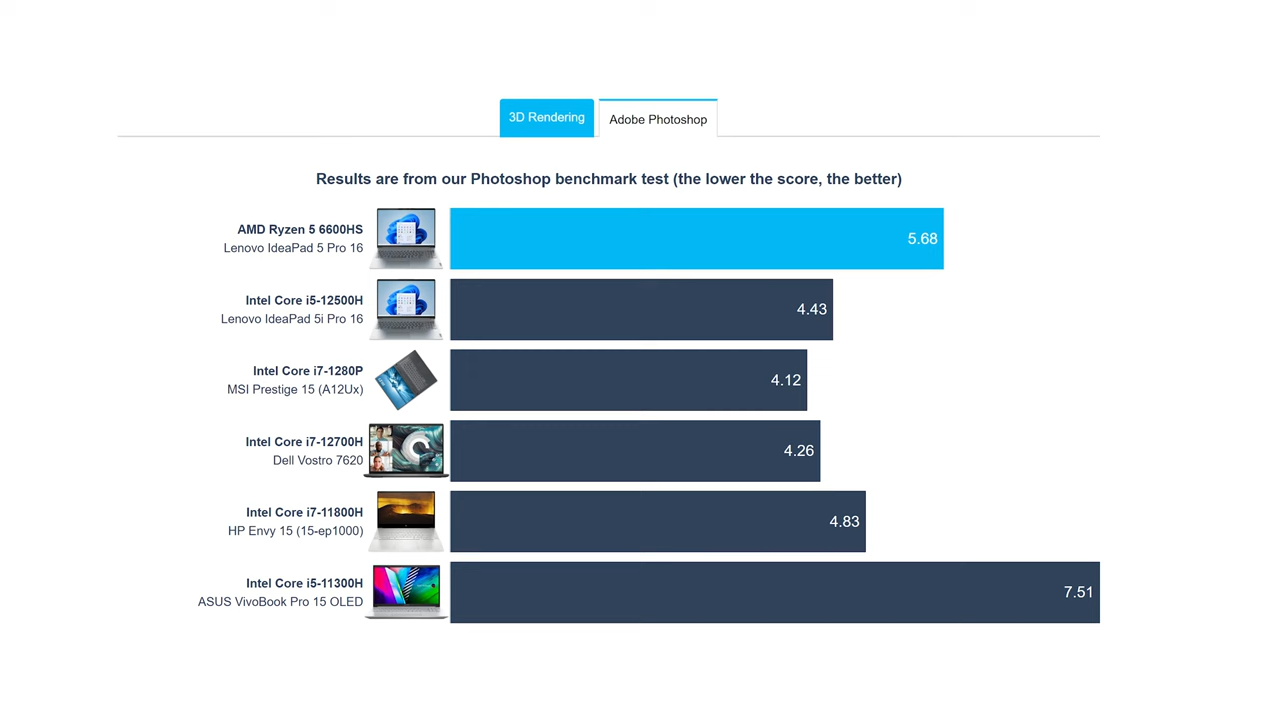 3D Rendering
Adobe Photoshop
Results are from our Photoshop benchmark test (the lower the score, the better)
AMD Ryzen 5 6600HS
Lenovo IdeaPad 5 Pro 16
5.68
Intel Core i5-12500H
Lenovo IdeaPad 5i Pro 16
4.43
Intel Core i7-1280P
MSI Prestige 15 (A12Ux)
4.12
Intel Core i7-12700H
Dell Vostro 7620
4.26
Intel Core i7-11800H
HP Envy 15 (15-ep1000)
4.83
Intel Core i5-11300H
ASUS VivoBook Pro 15 OLED
7.51